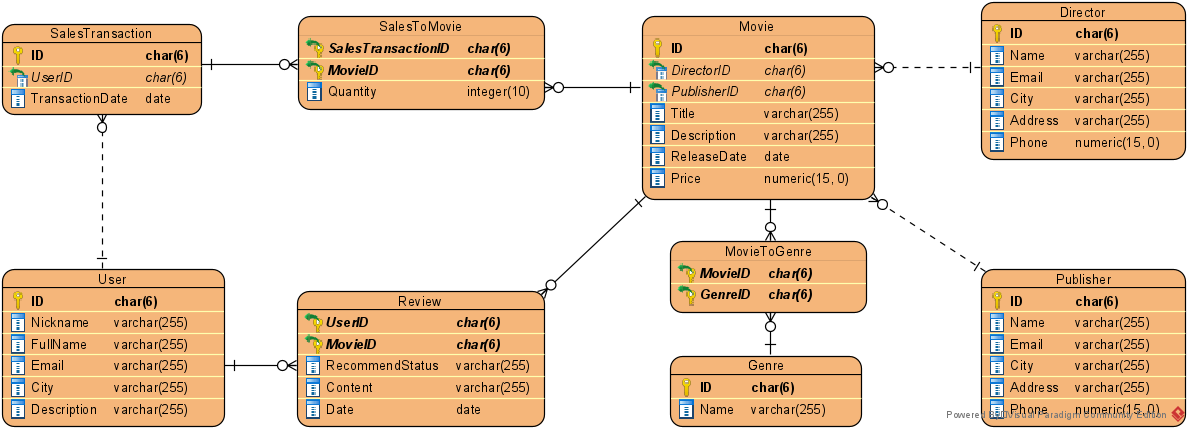 SalesTransaction
ID char(6)
UserID char(6)
TransactionDate date
SalesToMovie
SalesTransactionID char(6)
MovieID char(6)
Quantity integer(10)
Movie
ID char(6)
DirectorID char(6)
PublisherID char(6)
Title varchar(255)
Description varchar(255)
ReleaseDate date
Price numeric(15, 0)
Director
ID char(6)
Name varchar(255)
Email varchar(255)
City varchar(255)
Address varchar(255)
Phone numeric(15, 0)
User
ID char(6)
Nickname varchar(255)
FullName varchar(255)
Email varchar(255)
City varchar(255)
Description varchar(255)
Review
UserID char(6)
MovieID char(6)
RecommendStatus varchar(255)
Content varchar(255)
Date date
MovieToGenre
MovieID char(6)
GenreID char(6)
Genre
ID char(6)
Name varchar(255)
Publisher
ID char(6)
Name varchar(255)
Email varchar(255)
City varchar(255)
Address varchar(255)
Phone numeric(15, 0)
Powered By Visual Paradigm Community Edition